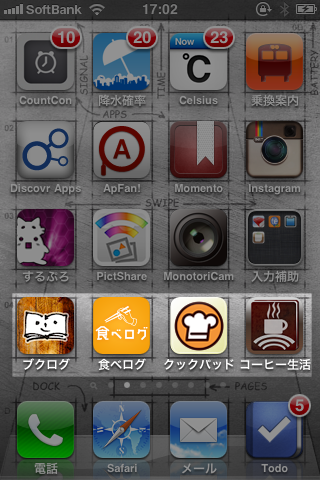 SoftBank 17:02
10 20 Now 23
℃
CountCon 降水確率 Celsius 乗換案内
SIGNAL TIME BATTERY
APPS
Discovr Apps ApFan! Momento Instagram
SWIPE
するぷろ PictShare MonotoriCam 入力補助
食べログ
ブクログ 食べログ クックパッド コーヒー生活
DOCK PAGES
5
電話 Safari メール Todo